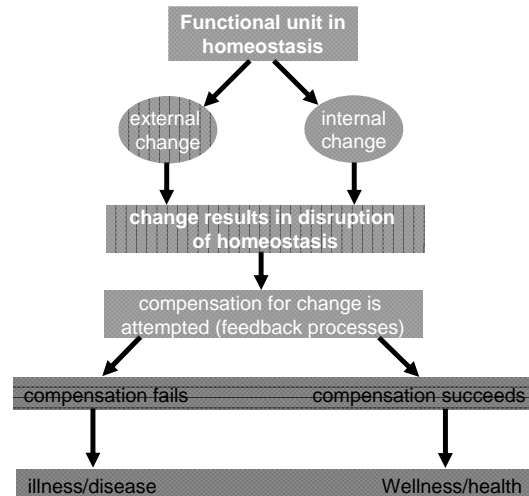 Functional unit in
homeostasis
external
change
internal
change
change results in disruption
of homeostasis
compensation for change is
attempted (feedback processes)
compensation fails
compensation succeeds
illness/disease
Wellness/health